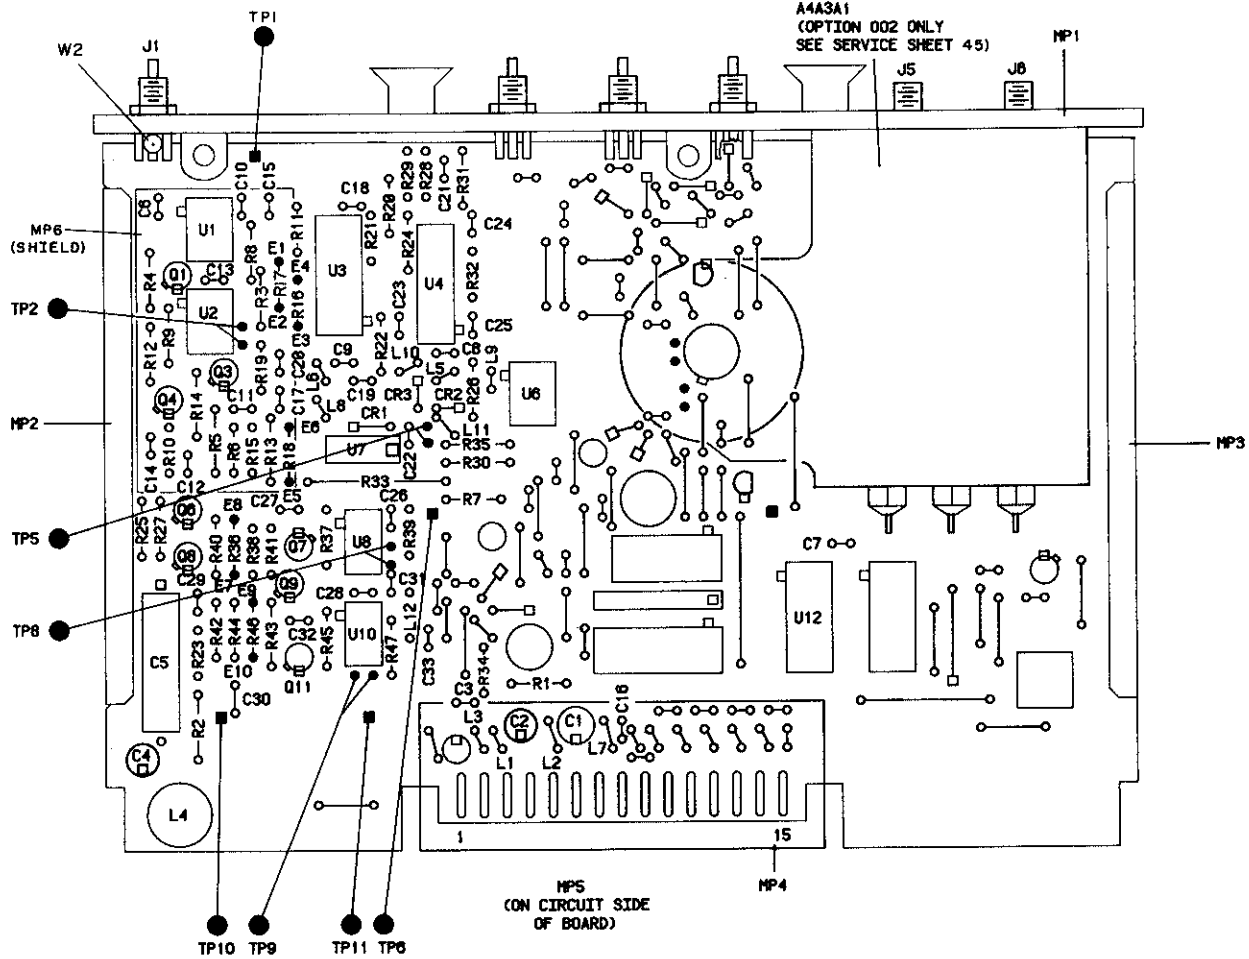 TP1
A4A3A1
(OPTION 002 ONLY
SEE SERVICE SHEET 45)
W2
J1
MP1
J5
J6
C10
C15
R29
R28
C21
R31
C6
C18
R20
MP6
(SHIELD)
U1
R11
R21
R24
C24
R8
E1
U3
U4
R32
Q1
C13
E4
R4
R3
R17
R16
TP2
U2
C23
C25
E2
E3
R9
R12
R22
C9
L10
C8
L9
R19
C28
L6
L5
Q3
C19
CR3
CR2
R26
U6
Q4
C11
C17
L8
R14
MP2
CR1
E6
L11
MP3
R10
R5
R6
R15
R13
R18
U7
C22
R35
R30
C14
C12
R33
C27
E5
C26
R7
Q6
E8
R25
R27
R40
R36
R38
R41
Q7
R37
U8
R39
TP5
Q8
C7
C29
E7
E9
Q9
C31
C28
TP8
C5
R42
R44
R46
R43
C32
R45
U10
R47
L12
C33
U12
R23
E10
Q11
R34
R1
C3
R2
C30
L3
C2
C1
C16
C4
L1
L2
L7
L4
1
15
MP5
(ON CIRCUIT SIDE
OF BOARD)
MP4
TP10
TP9
TP11
TP6